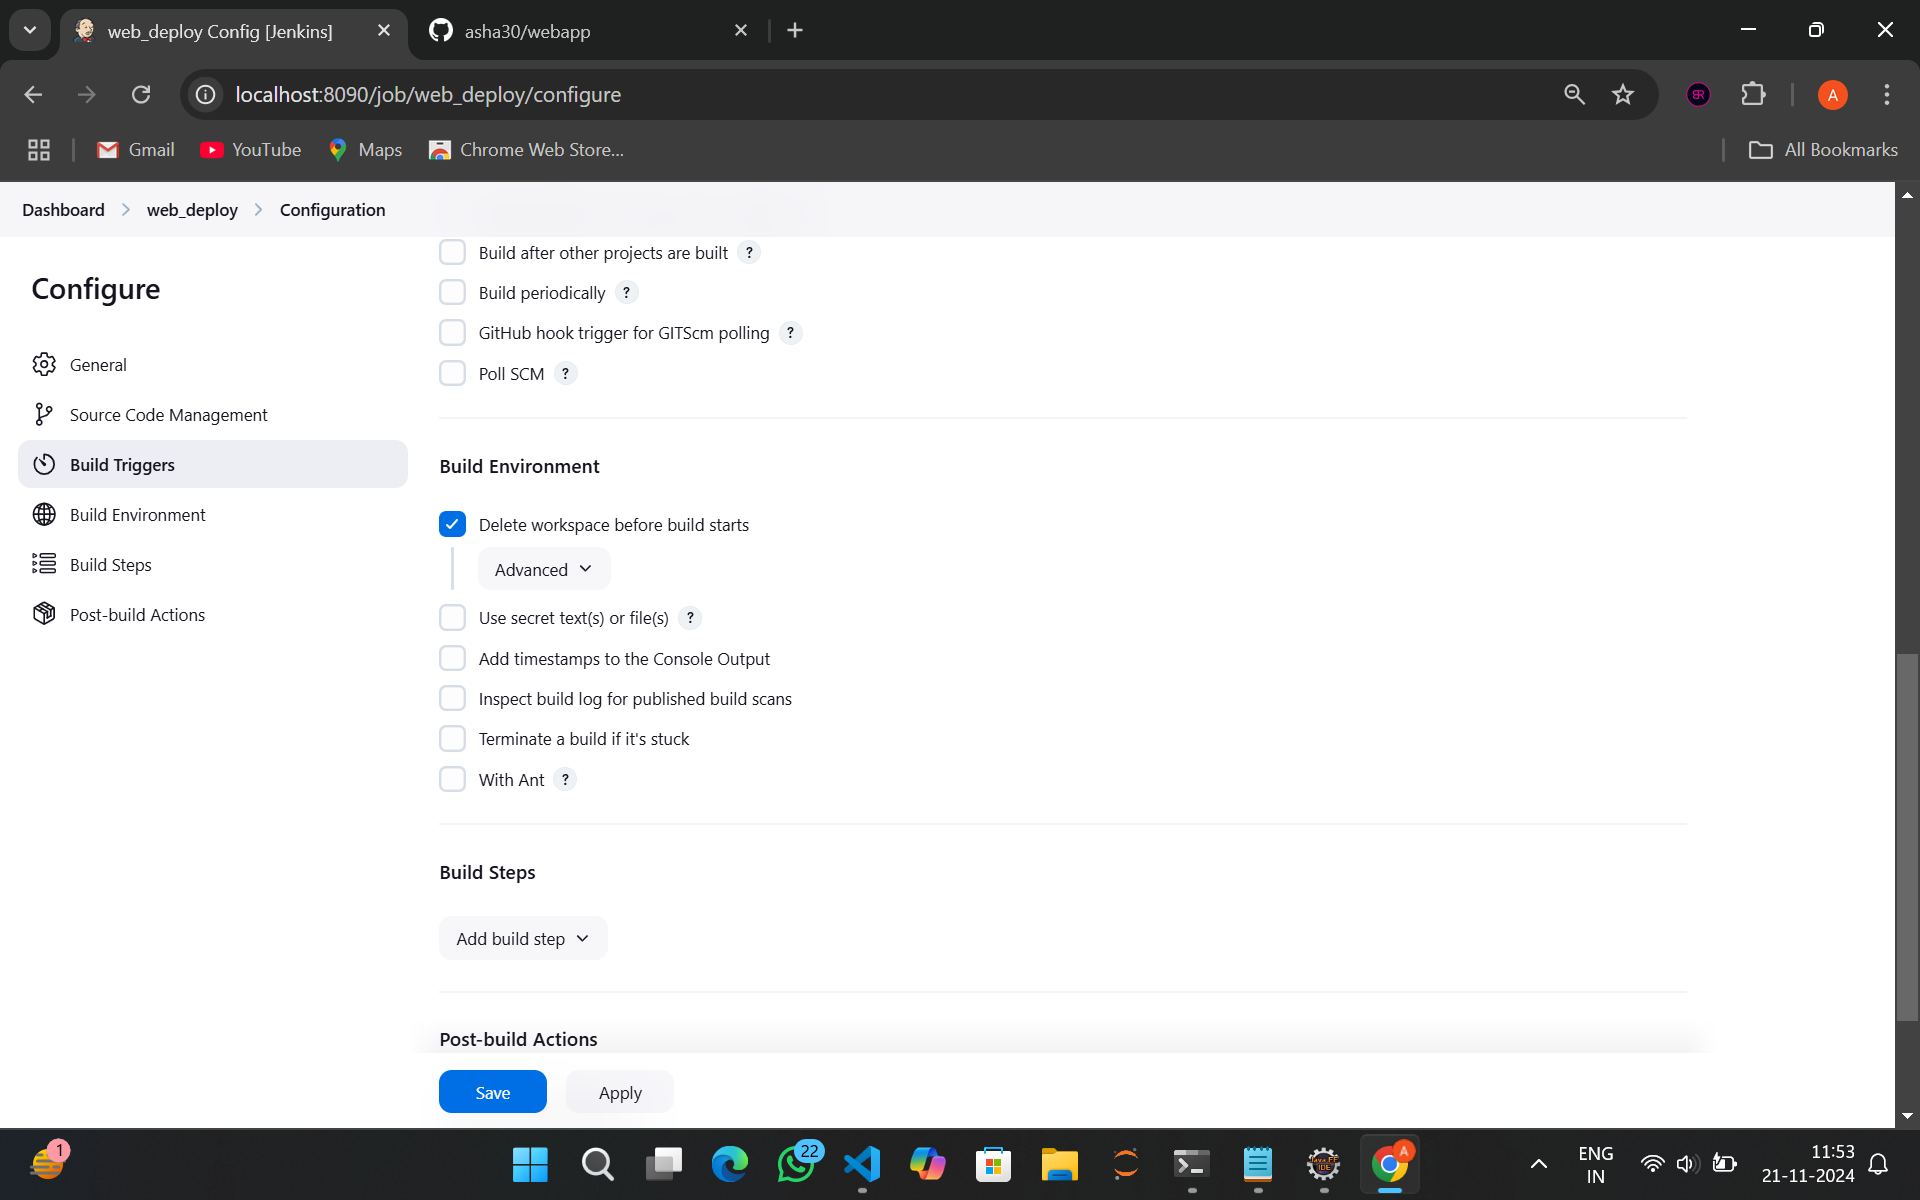 web_deploy Config [Jenkins]
asha30/webapp
localhost:8090/job/web_deploy/configure
A
Gmail
YouTube
Maps
Chrome Web Store...
All Bookmarks
Dashboard
web_deploy
Configuration
Configure
General
Source Code Management
Build Triggers
Build Environment
Build Steps
Post-build Actions
Build after other projects are built ?
Build periodically ?
GitHub hook trigger for GITScm polling ?
Poll SCM ?
Build Environment
Delete workspace before build starts
Advanced
Use secret text(s) or file(s) ?
Add timestamps to the Console Output
Inspect build log for published build scans
Terminate a build if it's stuck
With Ant ?
Build Steps
Add build step
Post-build Actions
Save
Apply
1
22
Java EE
IDE
A
ENG
IN
11:53
21-11-2024